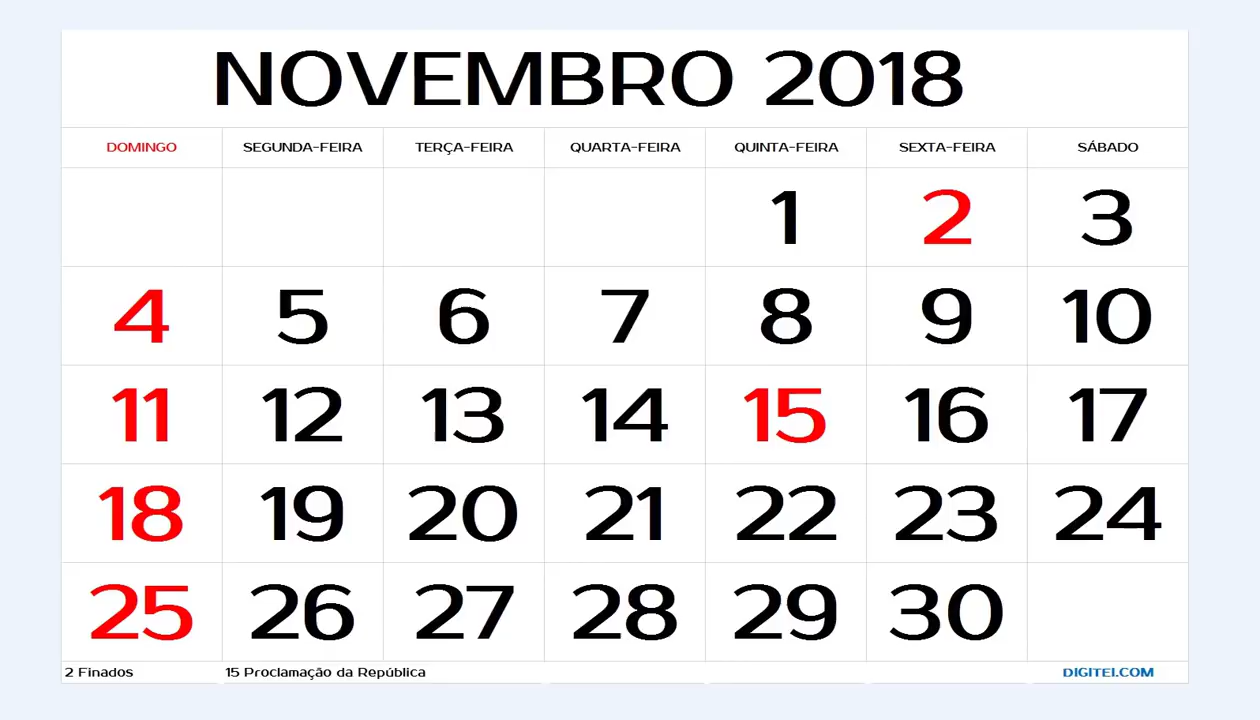 NOVEMBRO 2018
DOMINGO SEGUNDA-FEIRA TERÇA-FEIRA QUARTA-FEIRA QUINTA-FEIRA SEXTA-FEIRA SÁBADO
1 2 3
4 5 6 7 8 9 10
11 12 13 14 15 16 17
18 19 20 21 22 23 24
25 26 27 28 29 30
2 Finados 15 Proclamação da República DIGITEI.COM